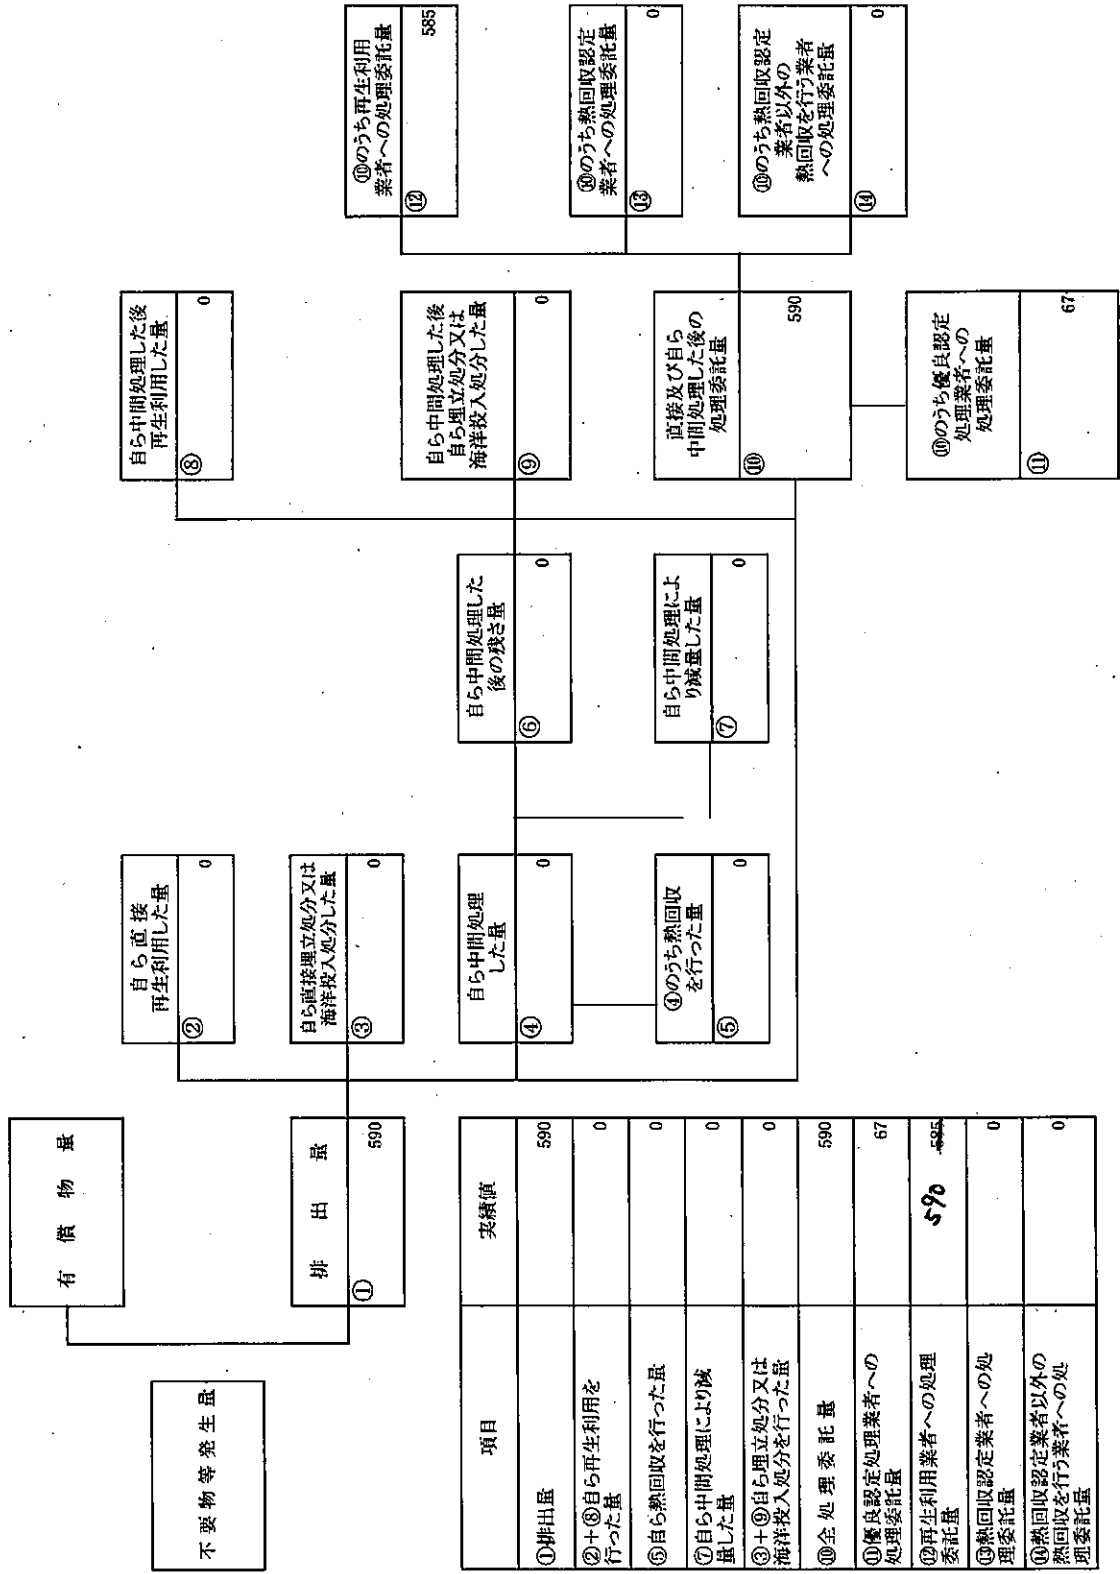 不要物等発生量
有償物量
排出量
① 590
自ら直接
再生利用した量
② 0
自ら直接埋立処分又は
海洋投入処分した量
③ 0
自ら中間処理
した量
④ 0
④のうち熱回収
を行った量
⑤ 0
自ら中間処理した
後の残さ量
⑥ 0
自ら中間処理によ
り減量した量
⑦ 0
自ら中間処理した後
再生利用した量
⑧ 0
自ら中間処理した後
自ら埋立処分又は
海洋投入処分した量
⑨ 0
直接及び自ら
中間処理した後の
処理委託量
⑩ 590
⑩のうち優良認定
処理業者への
処理委託量
⑪ 67
⑩のうち再生利用
業者への処理委託量
⑫ 585
⑩のうち熱回収認定
業者への処理委託量
⑬ 0
⑩のうち熱回収認定
業者以外の
熱回収を行う業者
への処理委託量
⑭ 0
項目 実績値
①排出量 590
②+⑧自ら再生利用を
行った量 0
⑤自ら熱回収を行った量 0
⑦自ら中間処理により減
量した量 0
③+⑨自ら埋立処分又は
海洋投入処分を行った量 0
⑩全処理委託量 590
⑪優良認定処理業者への
処理委託量 67
⑫再生利用業者への処理
委託量 590 585
⑬熱回収認定業者への処
理委託量 0
⑭熱回収認定業者以外の
熱回収を行う業者への処
理委託量 0